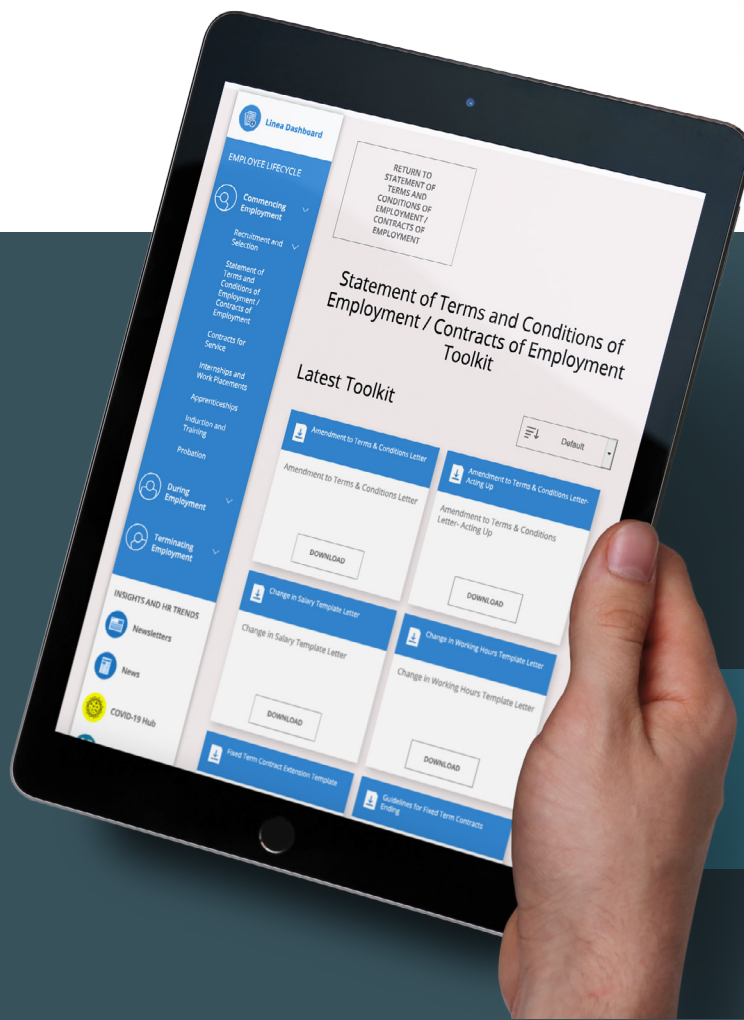 Linea Dashboard
EMPLOYEE LIFECYCLE
Commencing
Employment
Recruitment and
Selection
Statement of
Terms and
Conditions of
Employment /
Contracts of
Employment
Contracts for
Service
Internships and
Work Placements
Apprenticeships
Induction and
Training
Probation
During
Employment
Terminating
Employment
INSIGHTS AND HR TRENDS
Newsletters
News
COVID-19 Hub
RETURN TO
STATEMENT OF
TERMS AND
CONDITIONS OF
EMPLOYMENT /
CONTRACTS OF
EMPLOYMENT
Statement of Terms and Conditions of
Employment / Contracts of Employment
Toolkit
Latest Toolkit
Default
Amendment to Terms & Conditions Letter
Amendment to Terms & Conditions Letter
DOWNLOAD
Amendment to Terms & Conditions Letter-
Acting Up
Amendment to Terms & Conditions
Letter- Acting Up
DOWNLOAD
Change in Salary Template Letter
Change in Salary Template Letter
DOWNLOAD
Change in Working Hours Template Letter
Change in Working Hours Template Letter
DOWNLOAD
Fixed Term Contract Extension Template
Guidelines for Fixed Term Contracts
Ending